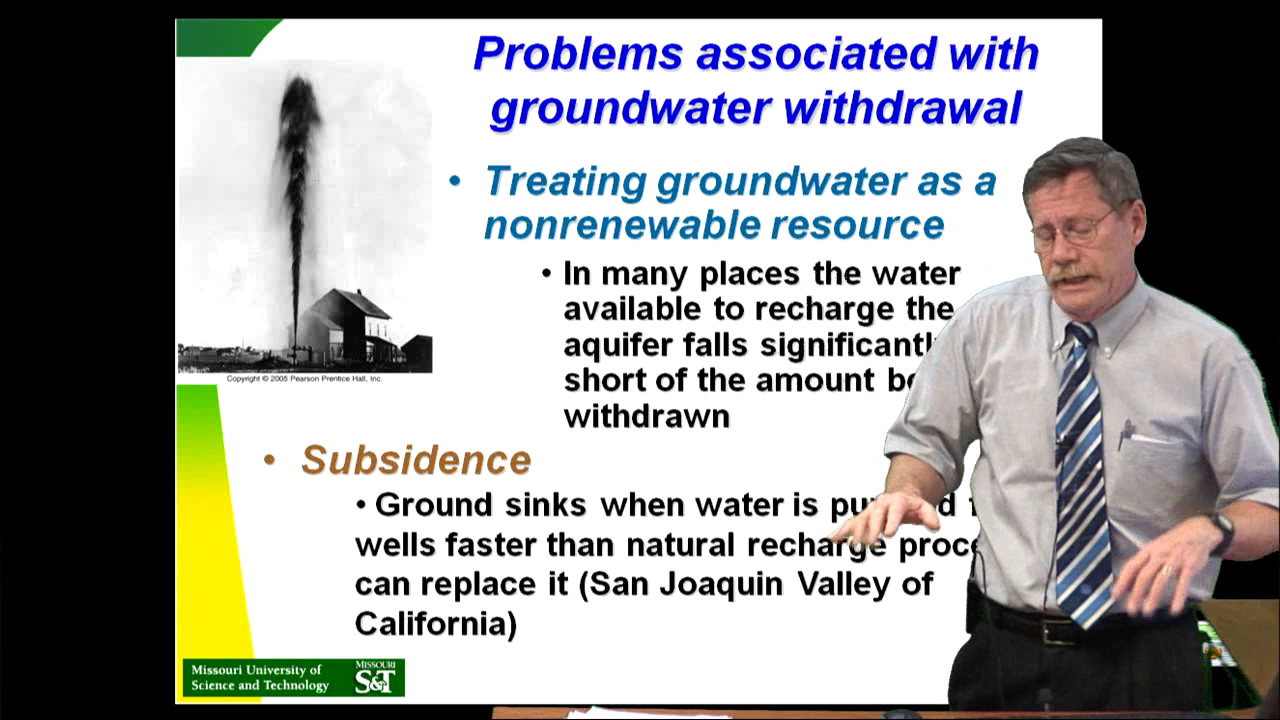 Problems associated with
groundwater withdrawal
• Treating groundwater as a
nonrenewable resource
• In many places the water
available to recharge the
aquifer falls
short of the amount
withdrawn
• Subsidence
• Ground sinks when water is
wells faster than natural recharge
can replace it (San Joaquin Valley of
California)
Copyright © 2005 Pearson Prentice Hall, Inc.
Missouri University of
Science and Technology
MISSOURI
S&T